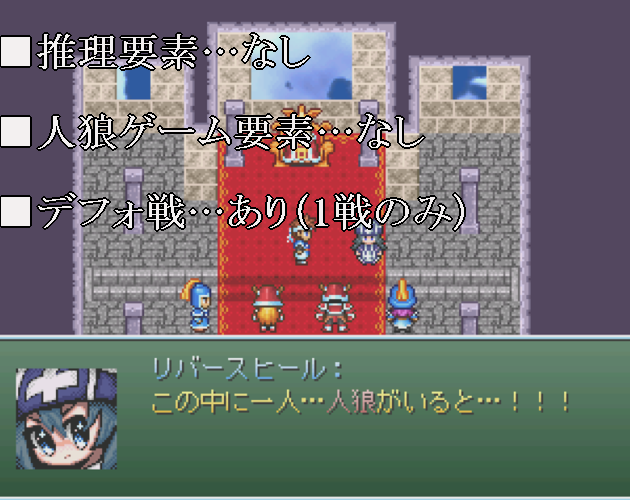 ■推理要素…なし
■人狼ゲーム要素…なし
■デフォ戦…あり(1戦のみ)
リバースヒール：
この中に一人…人狼がいると…！！！